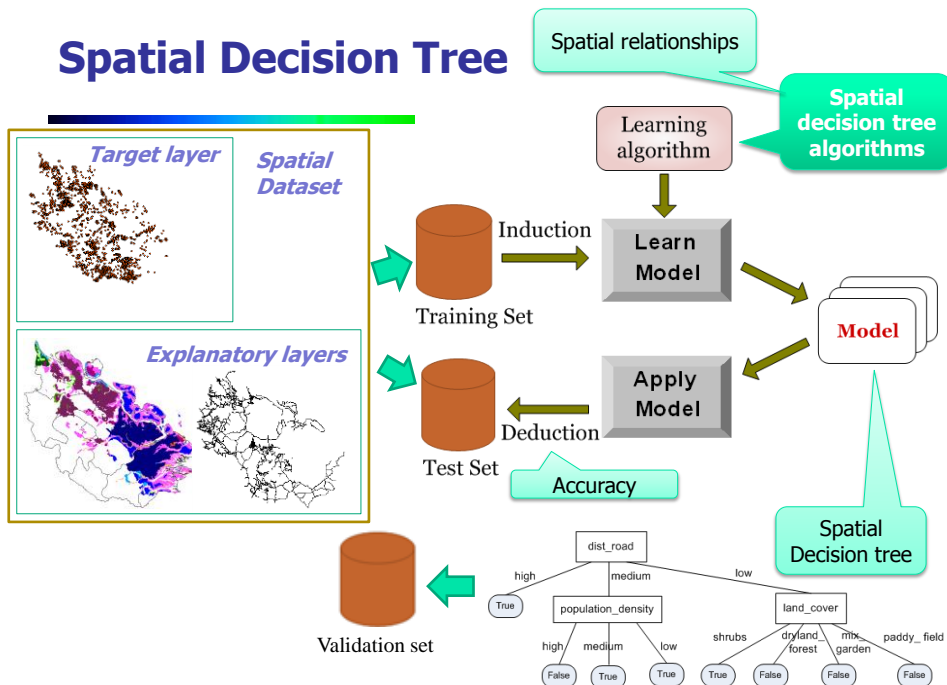 Spatial Decision Tree
Spatial relationships
Spatial
decision tree
algorithms
Learning
algorithm
Target layer
Spatial
Dataset
Induction
Learn
Model
Training Set
Model
Explanatory layers
Apply
Model
Deduction
Test Set
Accuracy
Spatial
Decision tree
Validation set
dist_road
high
medium
low
True
population_density
land_cover
high
medium
low
shrubs
dryland_
forest
mix_
garden
paddy_ field
False
True
True
True
False
False
False